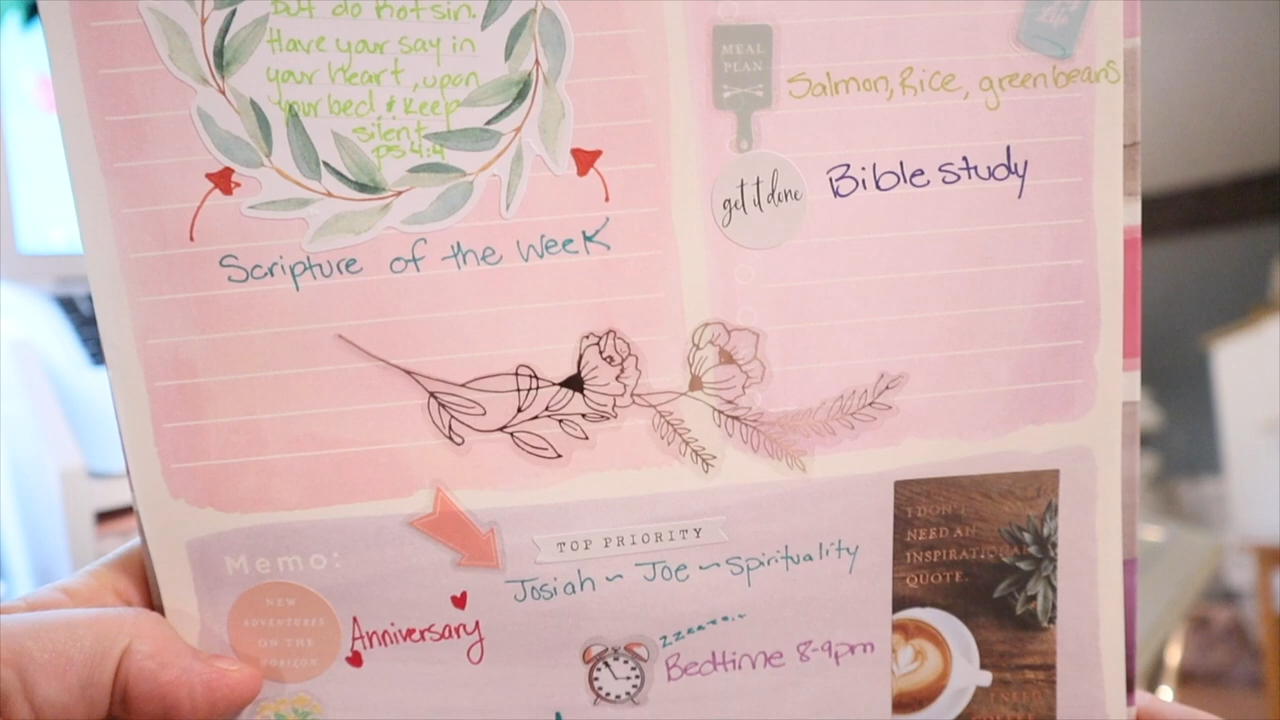 but do not sin.
Have your say in
your heart, upon
your bed & keep
silent
ps 4:4
Scripture of the week
MEAL
PLAN
Life
Salmon, Rice, green beans
get it done
Bible study
Memo:
NEW
ADVENTURES
ON THE
HORIZON
Anniversary
TOP PRIORITY
Josiah ~ Joe ~ Spirituality
Bedtime 8-9pm
I DON'T
NEED AN
INSPIRATIONAL
QUOTE.
I NEED